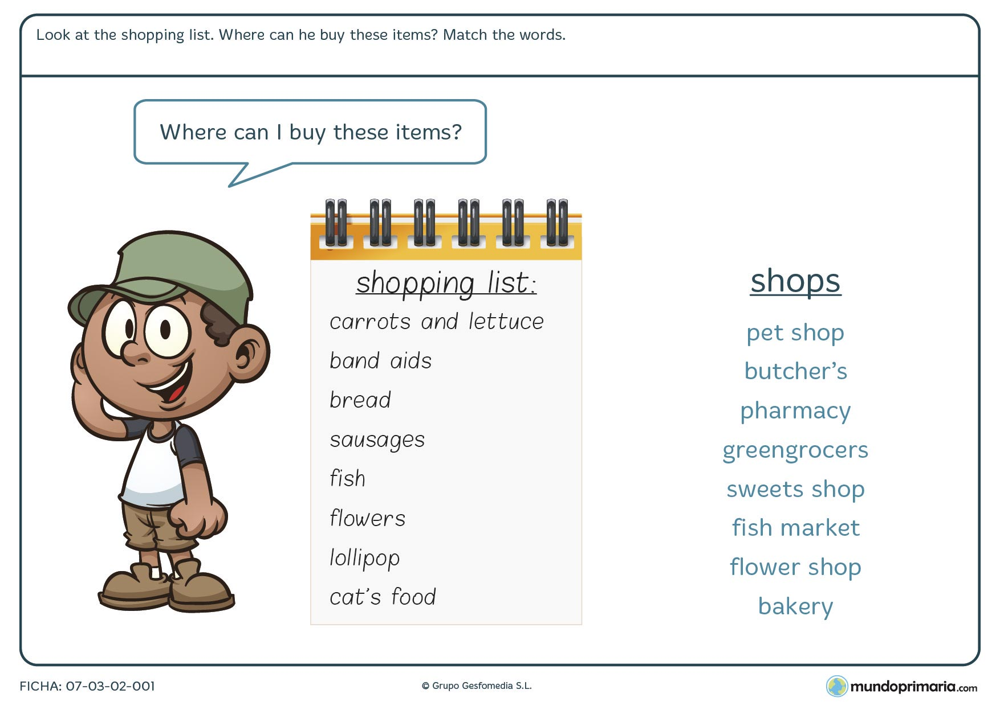 Look at the shopping list. Where can he buy these items? Match the words.
Where can I buy these items?
shopping list:
carrots and lettuce
band aids
bread
sausages
fish
flowers
lollipop
cat's food
shops
pet shop
butcher's
pharmacy
greengrocers
sweets shop
fish market
flower shop
bakery
FICHA: 07-03-02-001
© Grupo Gesfomedia S.L.
mundoprimaria.com